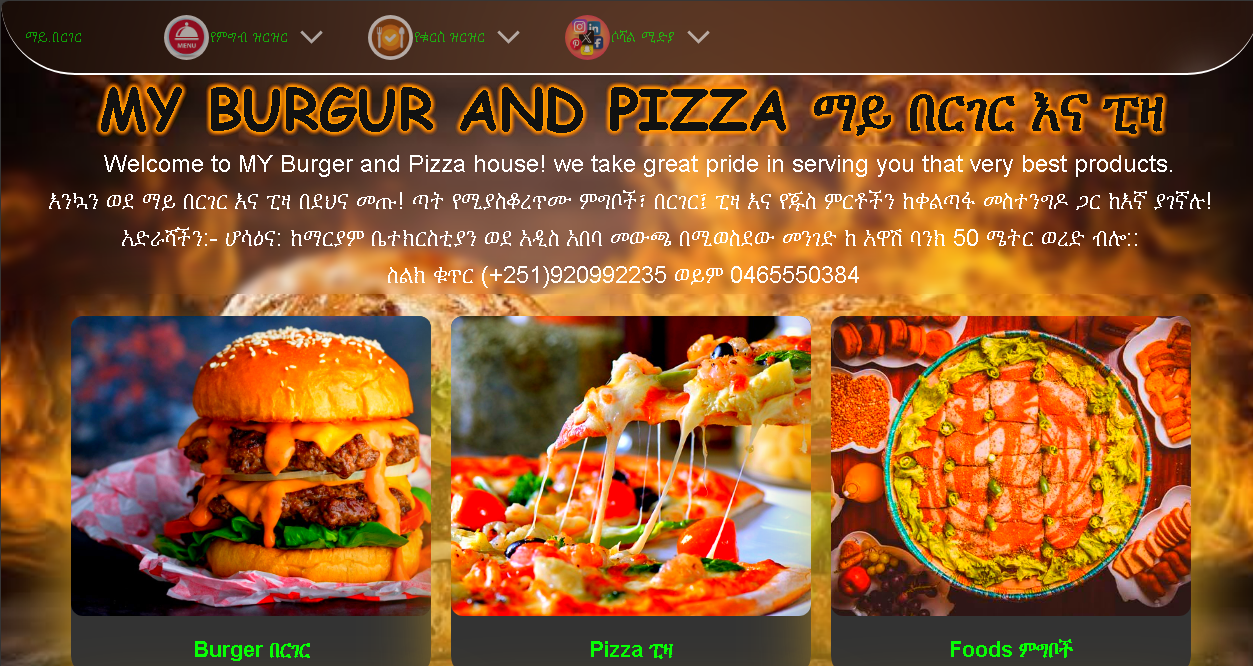 ማይ.በርገር
MENU የምግብ ዝርዝር
የቁርስ ዝርዝር
ሶሻል ሚድያ
MY BURGUR AND PIZZA ማይ በርገር እና ፒዛ
Welcome to MY Burger and Pizza house! we take great pride in serving you that very best products.
እንኳን ወደ ማይ በርገር እና ፒዛ በደህና መጡ! ጣት የሚያስቆረጥሙ ምግቦች፣ በርገር፤ ፒዛ እና የጁስ ምርቶችን ከቀልጣፋ መስተንግዶ ጋር ከእኛ ያገኛሉ!
አድራሻችን:- ሆሳዕና: ከማርያም ቤተክርስቲያን ወደ አዲስ አበባ መውጫ በሚወስደው መንገድ ከ አዋሽ ባንክ 50 ሜትር ወረድ ብሎ::
ስልክ ቁጥር (+251)920992235 ወይም 0465550384
Burger በርገር
Pizza ፒዛ
Foods ምግቦች